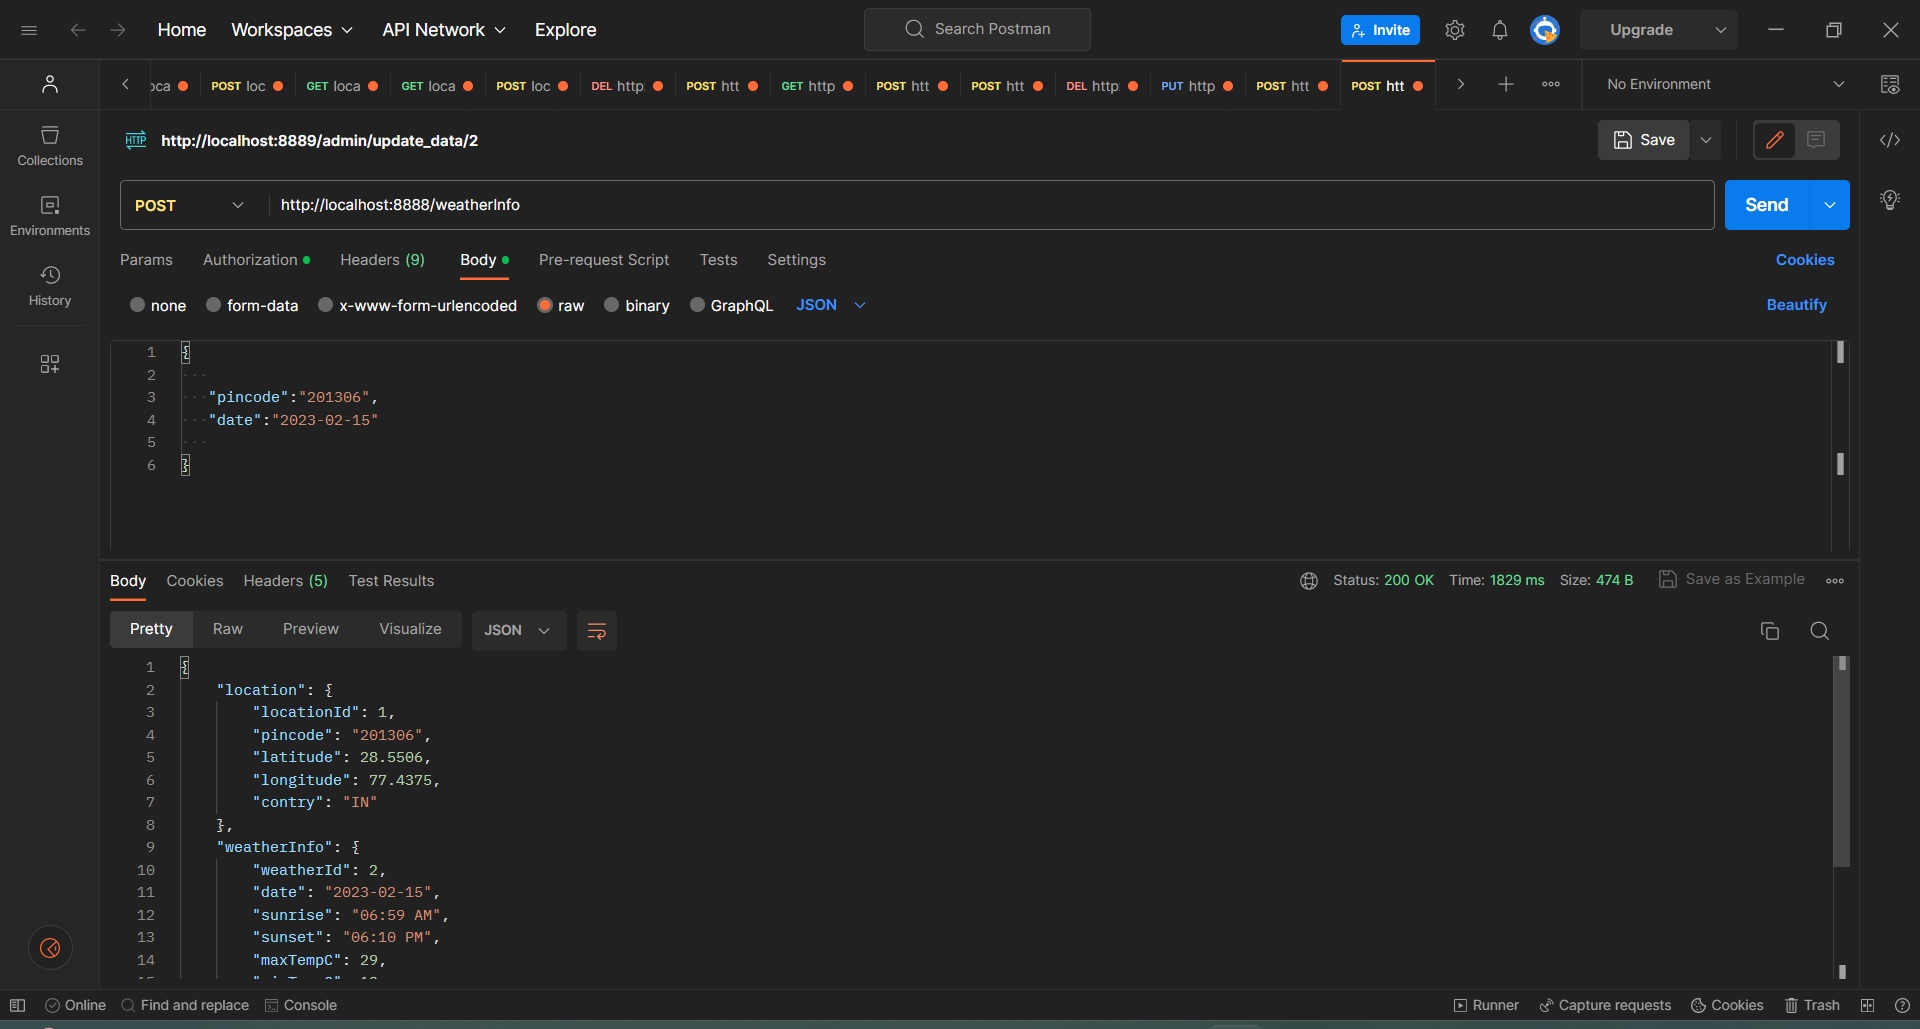 Home Workspaces API Network Explore Search Postman Invite Upgrade
oca POST loc GET loca GET loca POST loc DEL http: POST htt GET http POST htt POST htt DEL http: PUT http POST htt POST htt No Environment
HTTP http://localhost:8889/admin/update_data/2 Save
Collections
POST http://localhost:8888/weatherInfo Send
Environments
Params Authorization Headers (9) Body Pre-request Script Tests Settings Cookies
History
none form-data x-www-form-urlencoded raw binary GraphQL JSON Beautify
1 {
2
3 "pincode":"201306",
4 "date":"2023-02-15"
5
6 }
Body Cookies Headers (5) Test Results Status: 200 OK Time: 1829 ms Size: 474 B Save as Example
Pretty Raw Preview Visualize JSON
1 {
2 "location": {
3 "locationId": 1,
4 "pincode": "201306",
5 "latitude": 28.5506,
6 "longitude": 77.4375,
7 "contry": "IN"
8 },
9 "weatherInfo": {
10 "weatherId": 2,
11 "date": "2023-02-15",
12 "sunrise": "06:59 AM",
13 "sunset": "06:10 PM",
14 "maxTempC": 29,
Online Find and replace Console Runner Capture requests Cookies Trash